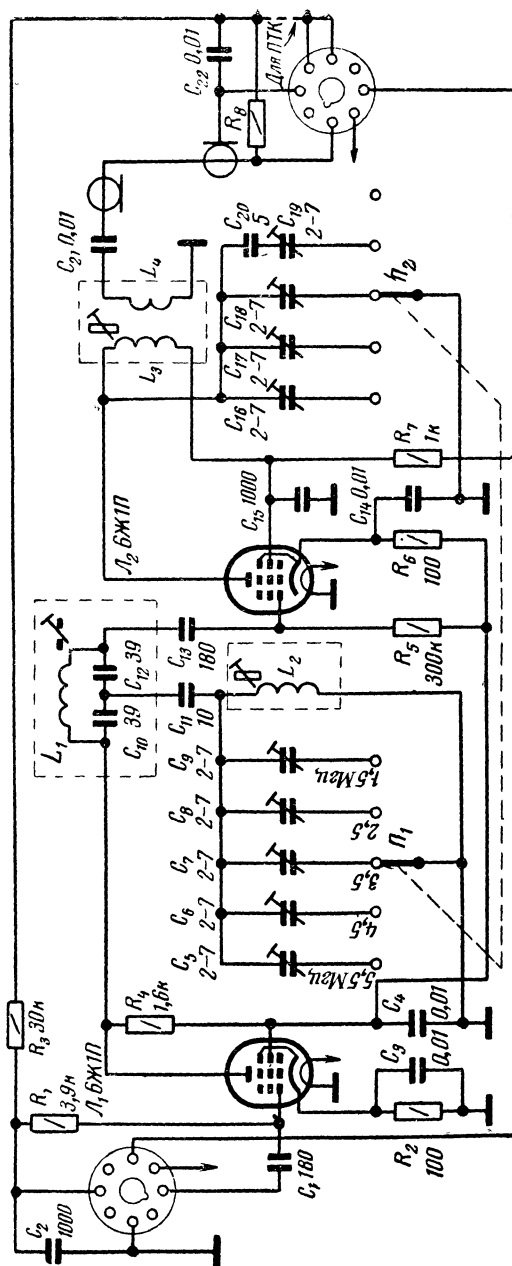 C₂
1000
R₁
3,9к
R₃ 30к
Л₁ 6Ж1П
C₁ 180
R₂
100
C₃
0,01
C₄
0,01
R₄
1,6к
C₅
2-7
C₆
2-7
C₇
2-7
C₈
2-7
C₉
2-7
5,5 Мгц
4,5
3,5
2,5
1,5 Мгц
П₁
L₁
C₁₀
39
C₁₂
39
C₁₁
10
C₁₃
180
L₂
R₅
300к
R₆
100
C₁₄ 0,01
R₇
1к
Л₂ 6Ж1П
C₁₅ 1000
C₁₆
2-7
C₁₇
2-7
C₁₈
2-7
C₁₉
2-7
C₂₀
5
П₂
L₃
L₄
C₂₁ 0,01
C₂₂ 0,01
R₈
Для ПТК